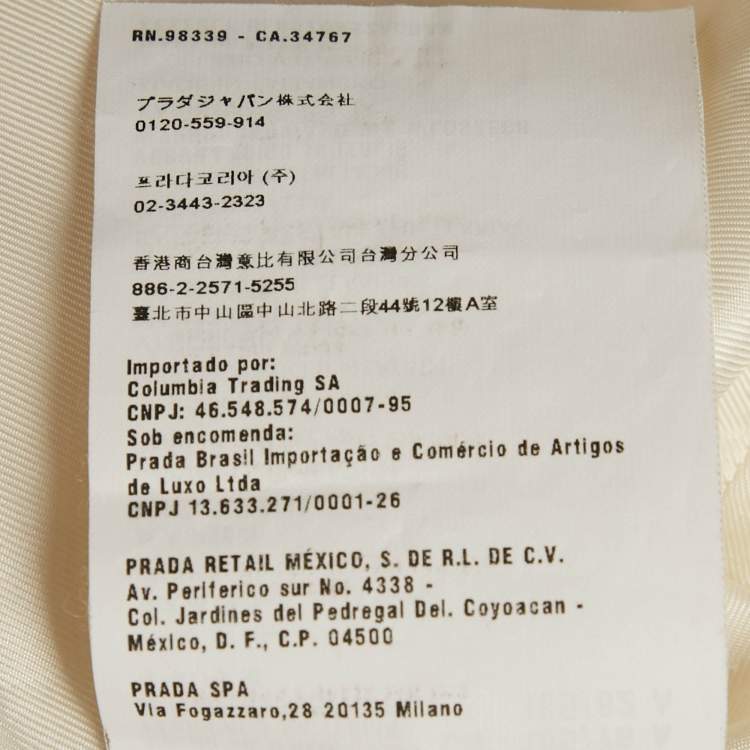 RN.98339 - CA.34767
プラダジャパン株式会社
0120-559-914
프라다코리아 (주)
02-3443-2323
香港商台灣意比有限公司台灣分公司
886-2-2571-5255
臺北市中山區中山北路二段44號12樓A室
Importado por:
Columbia Trading SA
CNPJ: 46.548.574/0007-95
Sob encomenda:
Prada Brasil Importação e Comércio de Artigos
de Luxo Ltda
CNPJ 13.633.271/0001-26
PRADA RETAIL MÉXICO, S. DE R.L. DE C.V.
Av. Periferico sur No. 4338 -
Col. Jardines del Pedregal Del. Coyoacan -
México, D. F., C.P. 04500
PRADA SPA
Via Fogazzaro,28 20135 Milano